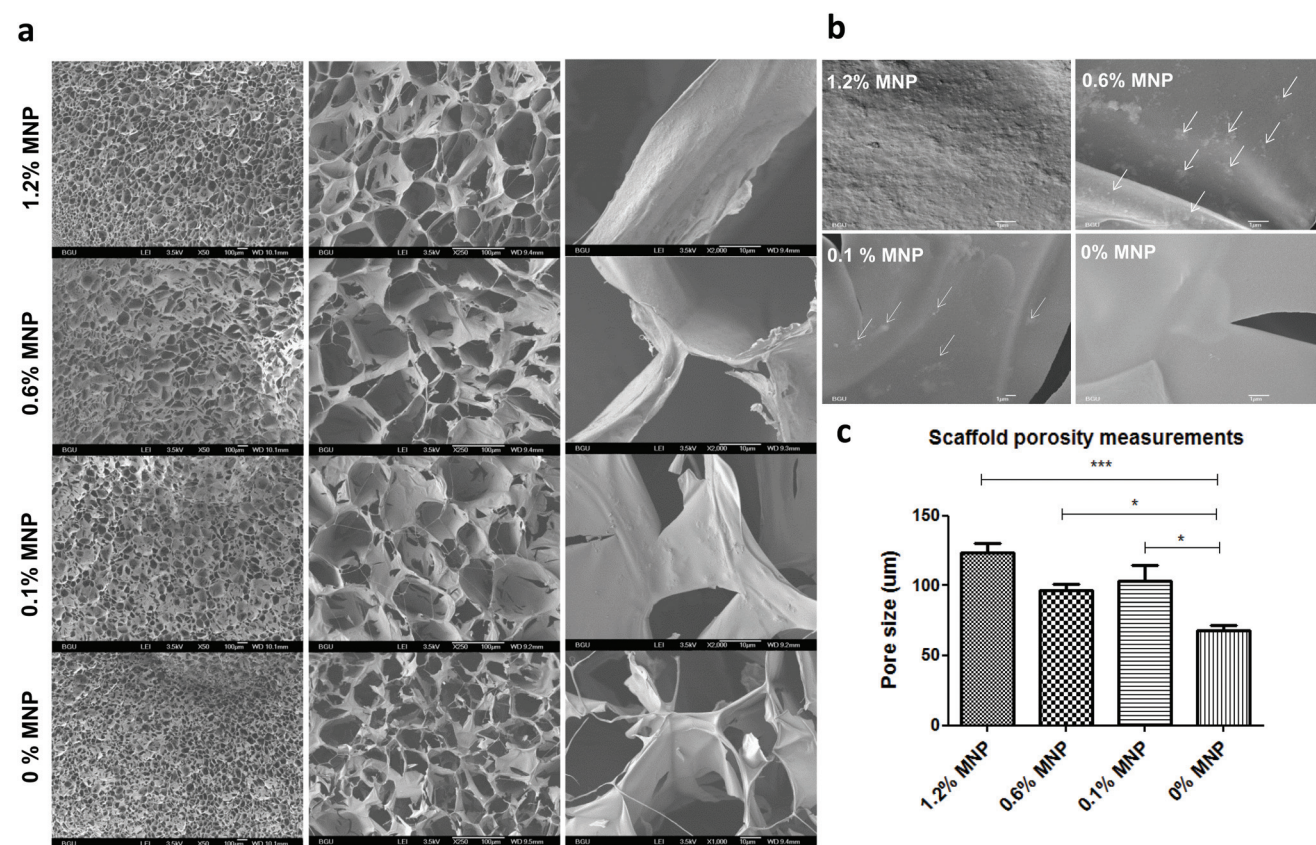 a
1.2% MNP
BGU LEI 3.5kV X50 100µm WD 10.1mm
BGU LEI 3.5kV X250 100µm WD 9.4mm
BGU LEI 3.5kV X2,000 10µm WD 9.4mm
0.6% MNP
BGU LEI 3.5kV X50 100µm WD 10.1mm
BGU LEI 3.5kV X250 100µm WD 9.4mm
BGU LEI 3.5kV X2,000 10µm WD 9.3mm
0.1% MNP
BGU LEI 3.5kV X50 100µm WD 10.1mm
BGU LEI 3.5kV X250 100µm WD 9.2mm
BGU LEI 3.5kV X2,000 10µm WD 9.2mm
0 % MNP
BGU LEI 3.5kV X50 100µm WD 10.1mm
BGU LEI 3.5kV X250 100µm WD 9.5mm
BGU LEI 3.5kV X1,000 10µm WD 9.4mm
b
1.2% MNP
BGU 1µm
0.6% MNP
BGU 1µm
0.1 % MNP
BGU 1µm
0% MNP
BGU 1µm
c
Scaffold porosity measurements
***
*
*
Pore size (um)
150
100
50
0
1.2% MNP
0.6% MNP
0.1% MNP
0% MNP